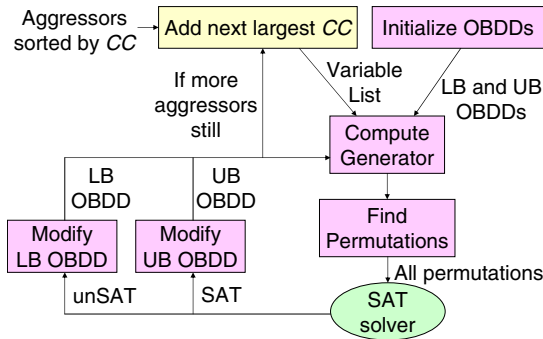 Aggressors
sorted by CC
Add next largest CC
Initialize OBDDs
If more
aggressors
still
Variable
List
LB and UB
OBDDs
Compute
Generator
LB
OBDD
UB
OBDD
Modify
LB OBDD
Modify
UB OBDD
Find
Permutations
All permutations
unSAT
SAT
SAT
solver